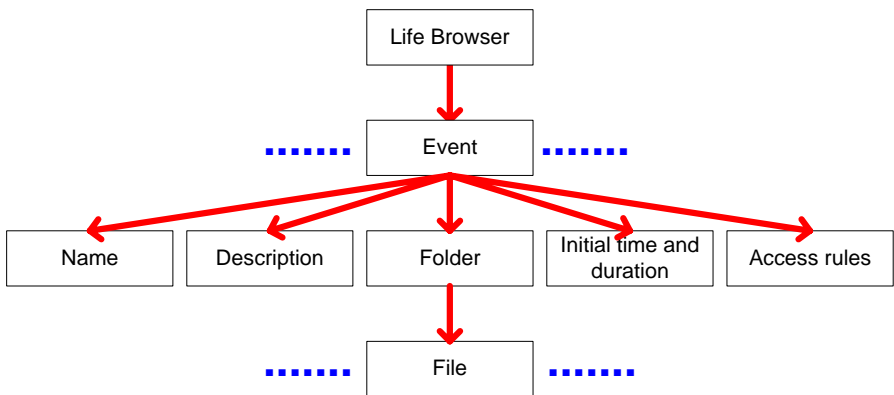 Life Browser
Event
Name
Description
Folder
Initial time and
duration
Access rules
File